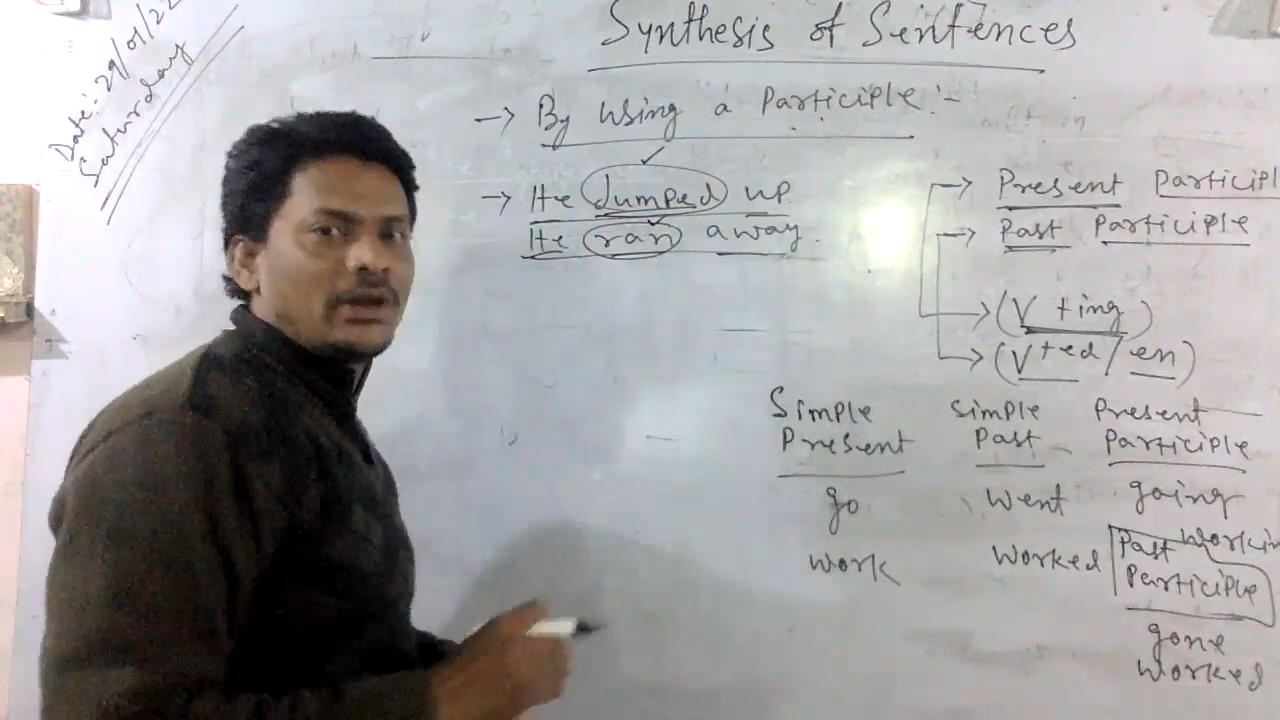 Date:- 29/01/22
Saturday
Synthesis of Sentences
→ By using a Participle :-
→ He Jumped up
He ran away.
→ Present Participl
→ Past Participle
→ (V +ing)
→ (V+ed / en)
Simple Present
Simple Past
Present Participle
go went going
work worked workin
Past Participle
gone
worked